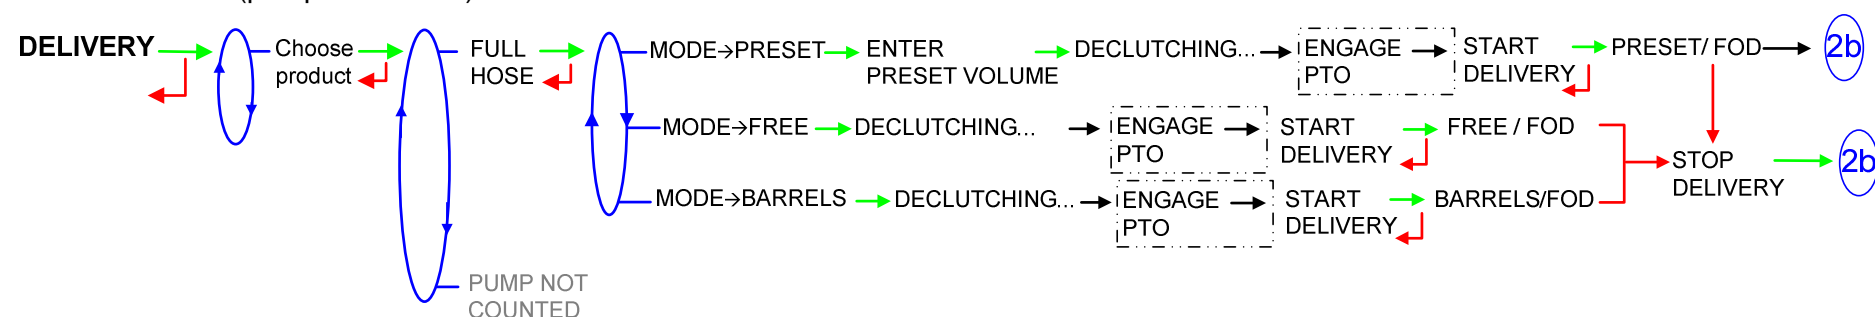 DELIVERY
Choose
product
FULL
HOSE
MODE→PRESET
ENTER
PRESET VOLUME
DECLUTCHING...
ENGAGE
PTO
START
DELIVERY
PRESET/ FOD
2b
MODE→FREE
DECLUTCHING...
ENGAGE
PTO
START
DELIVERY
FREE / FOD
STOP
DELIVERY
2b
MODE→BARRELS
DECLUTCHING...
ENGAGE
PTO
START
DELIVERY
BARRELS/FOD
PUMP NOT
COUNTED